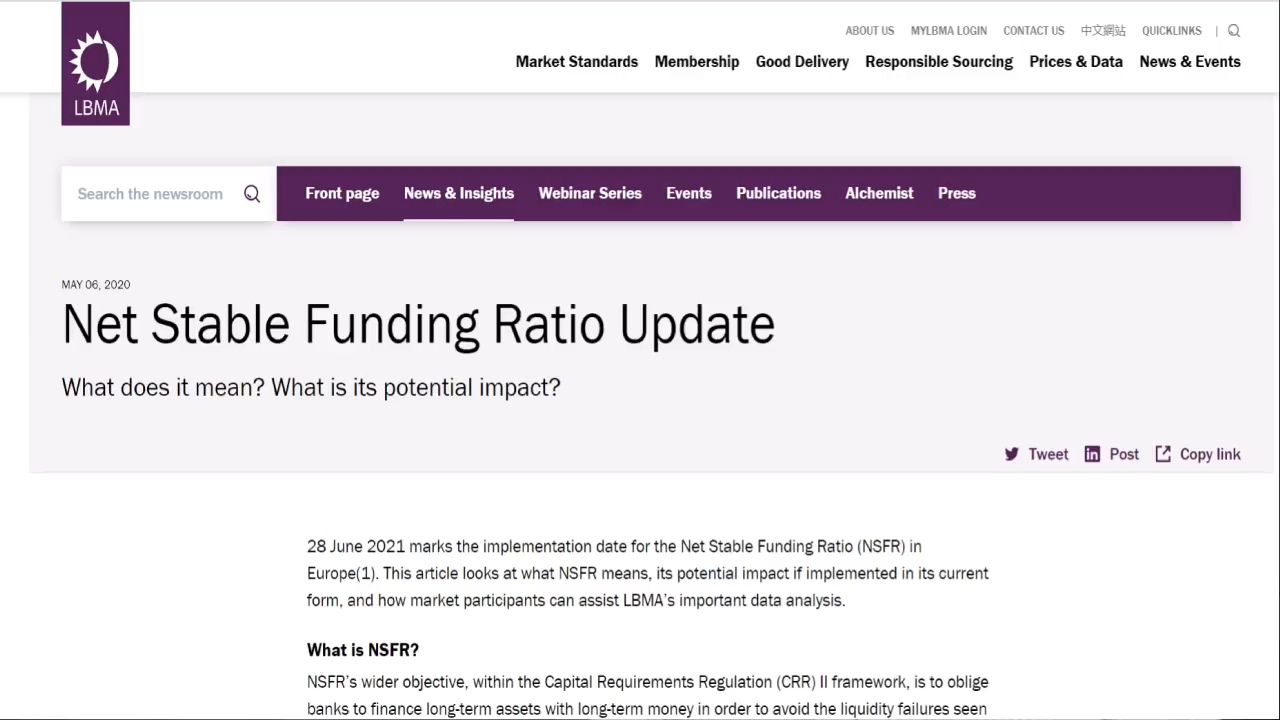 LBMA
ABOUT US MYLBMA LOGIN CONTACT US 中文網站 QUICKLINKS |
Market Standards Membership Good Delivery Responsible Sourcing Prices & Data News & Events
Search the newsroom Front page News & Insights Webinar Series Events Publications Alchemist Press
MAY 06, 2020
Net Stable Funding Ratio Update
What does it mean? What is its potential impact?
Tweet Post Copy link
28 June 2021 marks the implementation date for the Net Stable Funding Ratio (NSFR) in
Europe(1). This article looks at what NSFR means, its potential impact if implemented in its current
form, and how market participants can assist LBMA's important data analysis.
What is NSFR?
NSFR's wider objective, within the Capital Requirements Regulation (CRR) II framework, is to oblige
banks to finance long-term assets with long-term money in order to avoid the liquidity failures seen